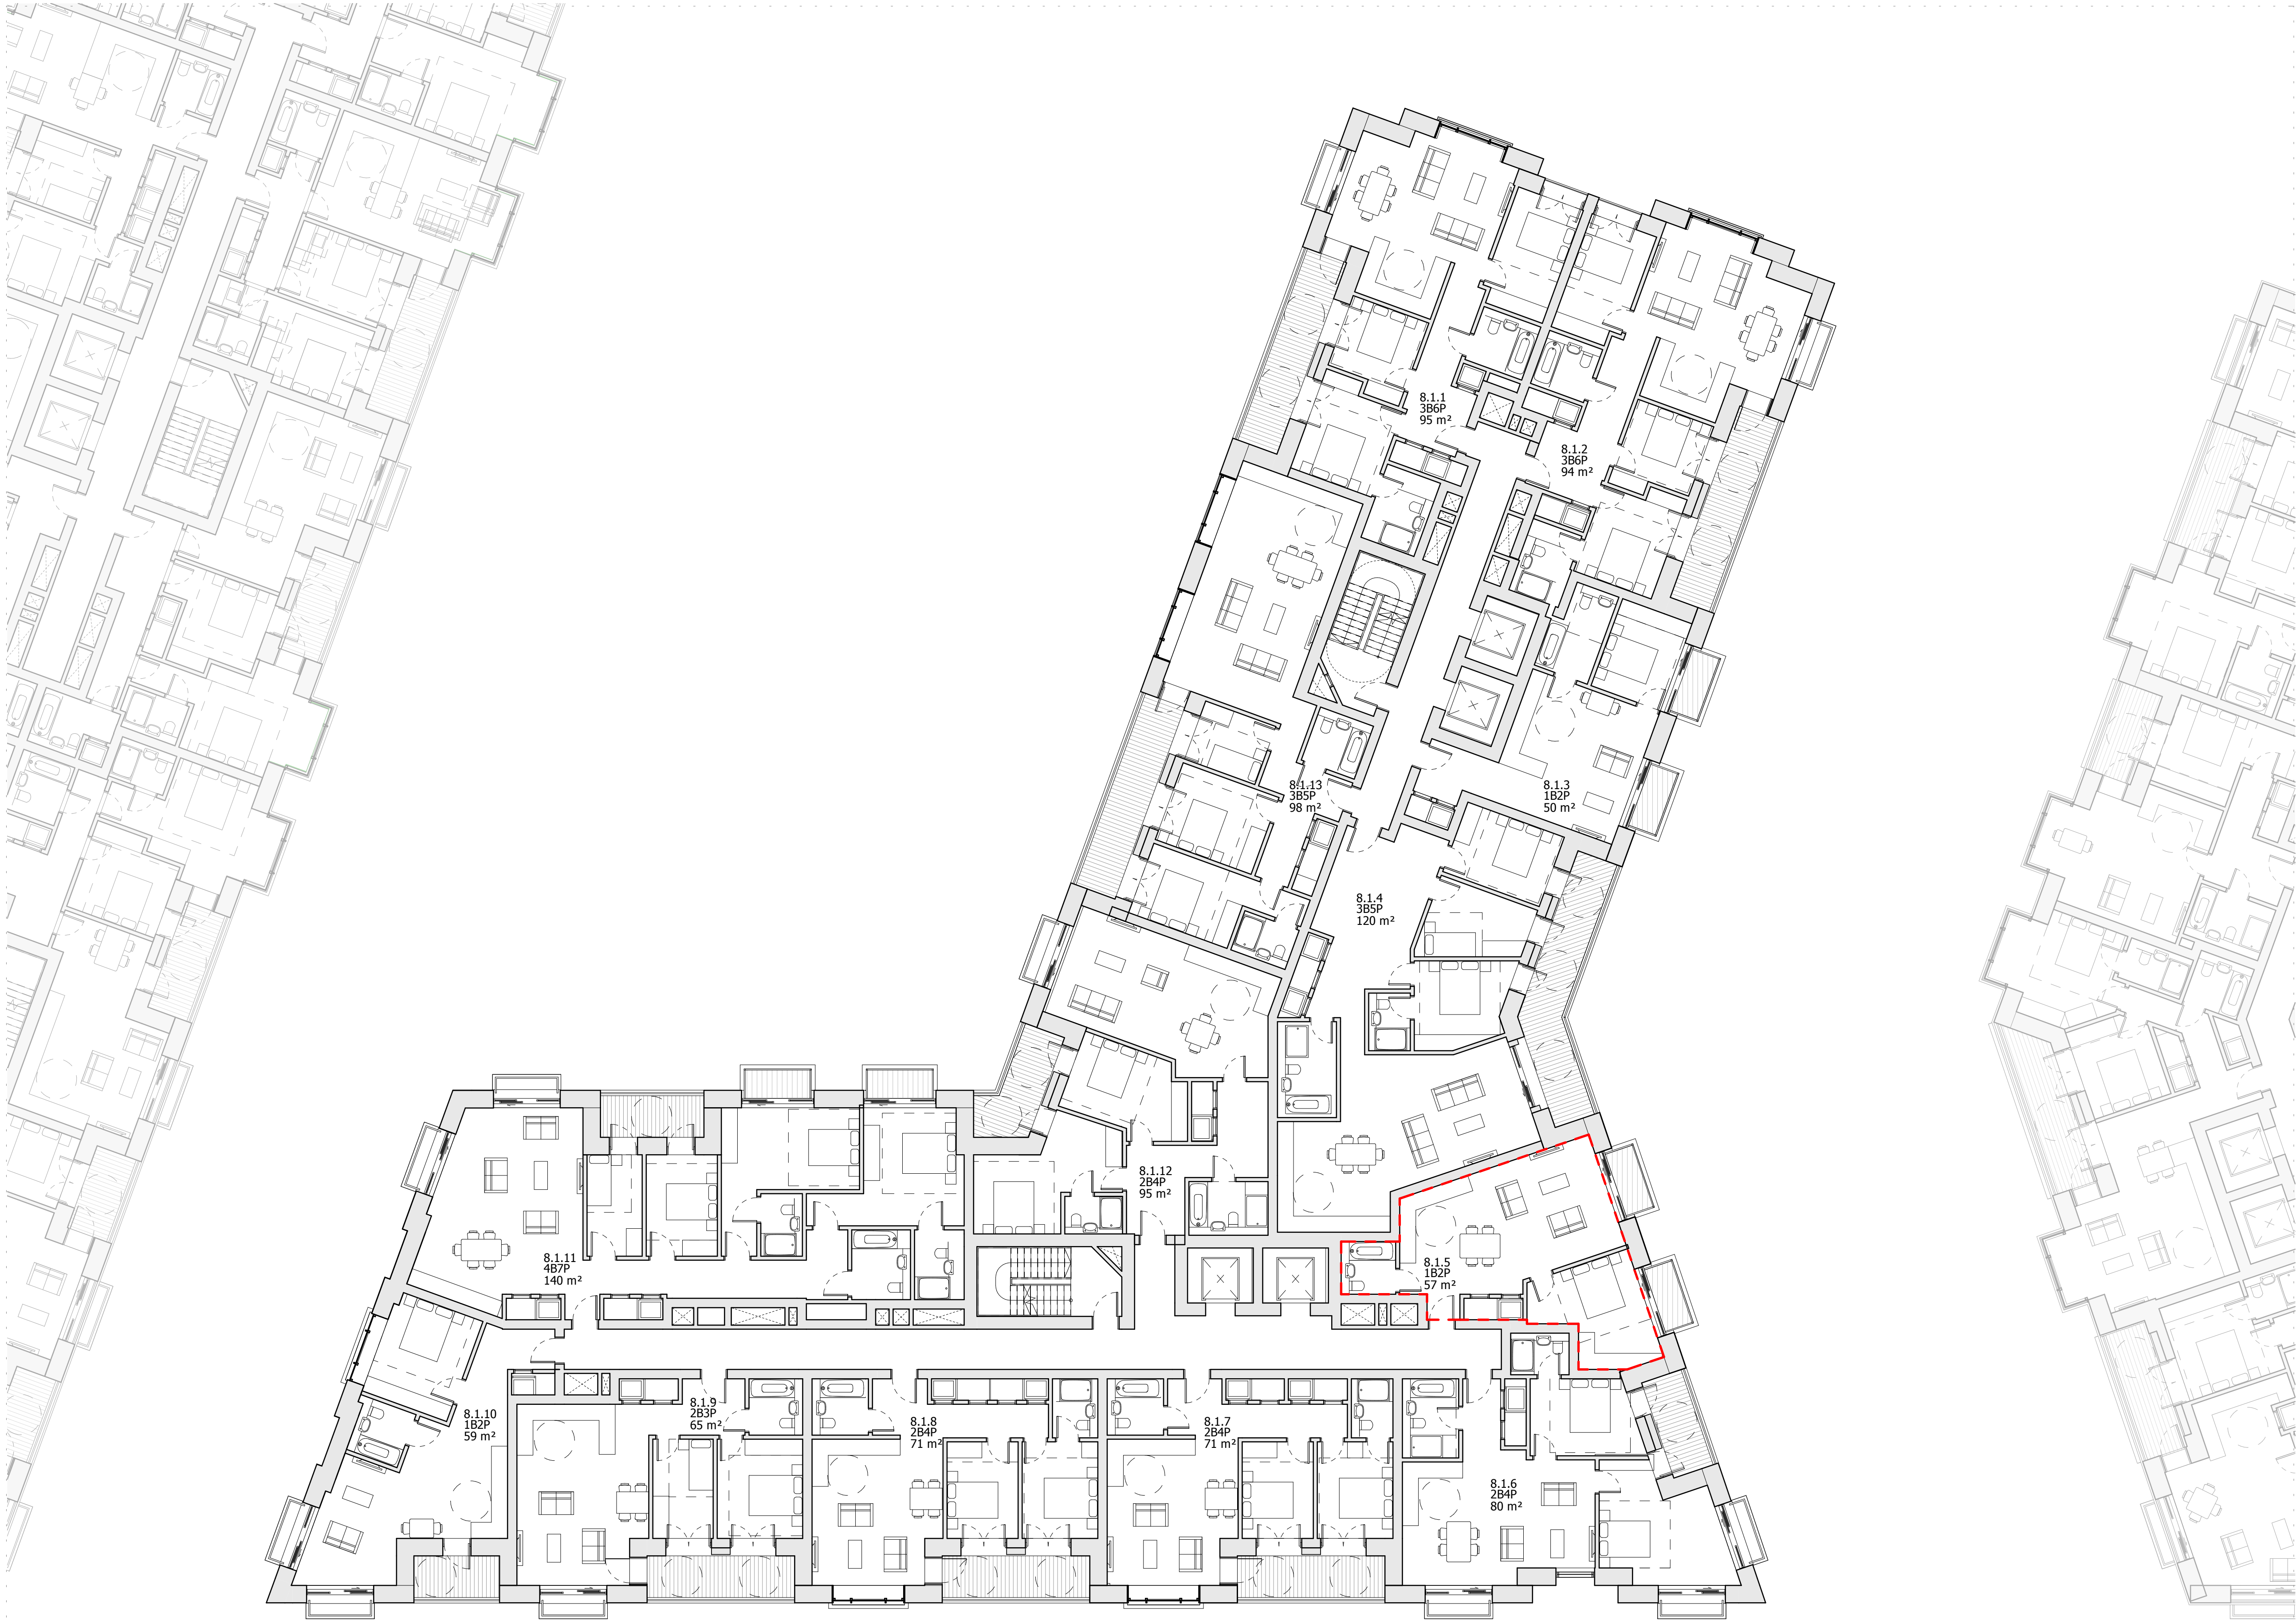 8.1.1
3B6P
95 m²
8.1.2
3B6P
94 m²
8.1.13
3B5P
98 m²
8.1.3
1B2P
50 m²
8.1.4
3B5P
120 m²
8.1.12
2B4P
95 m²
8.1.11
4B7P
140 m²
8.1.5
1B2P
57 m²
8.1.10
1B2P
59 m²
8.1.9
2B3P
65 m²
8.1.8
2B4P
71 m²
8.1.7
2B4P
71 m²
8.1.6
2B4P
80 m²